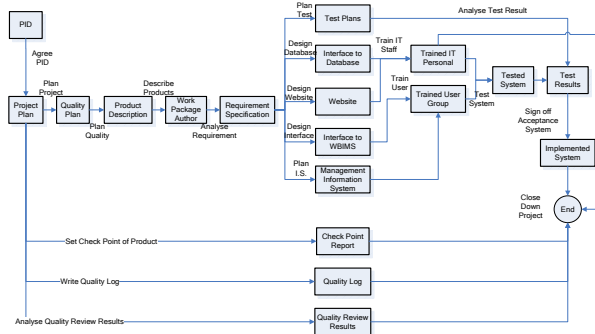 Plan
Test
Analyse Test Result
PID
Test Plans
Design
Database
Train IT
Staff
Agree
PID
Interface to
Database
Trained IT
Personal
Plan
Project
Describe
Products
Design
Website
Train
User
Tested
System
Test
Results
Project
Plan
Quality
Plan
Product
Description
Work
Package
Author
Requirement
Specification
Website
Trained User
Group
Test
System
Plan
Quality
Analyse
Requirement
Design
Interface
Interface to
WBIMS
Sign off
Acceptance
System
Plan
I.S.
Management
Information
System
Implemented
System
Close
Down
Project
End
Set Check Point of Product
Check Point
Report
Write Quality Log
Quality Log
Analyse Quality Review Results
Quality Review
Results